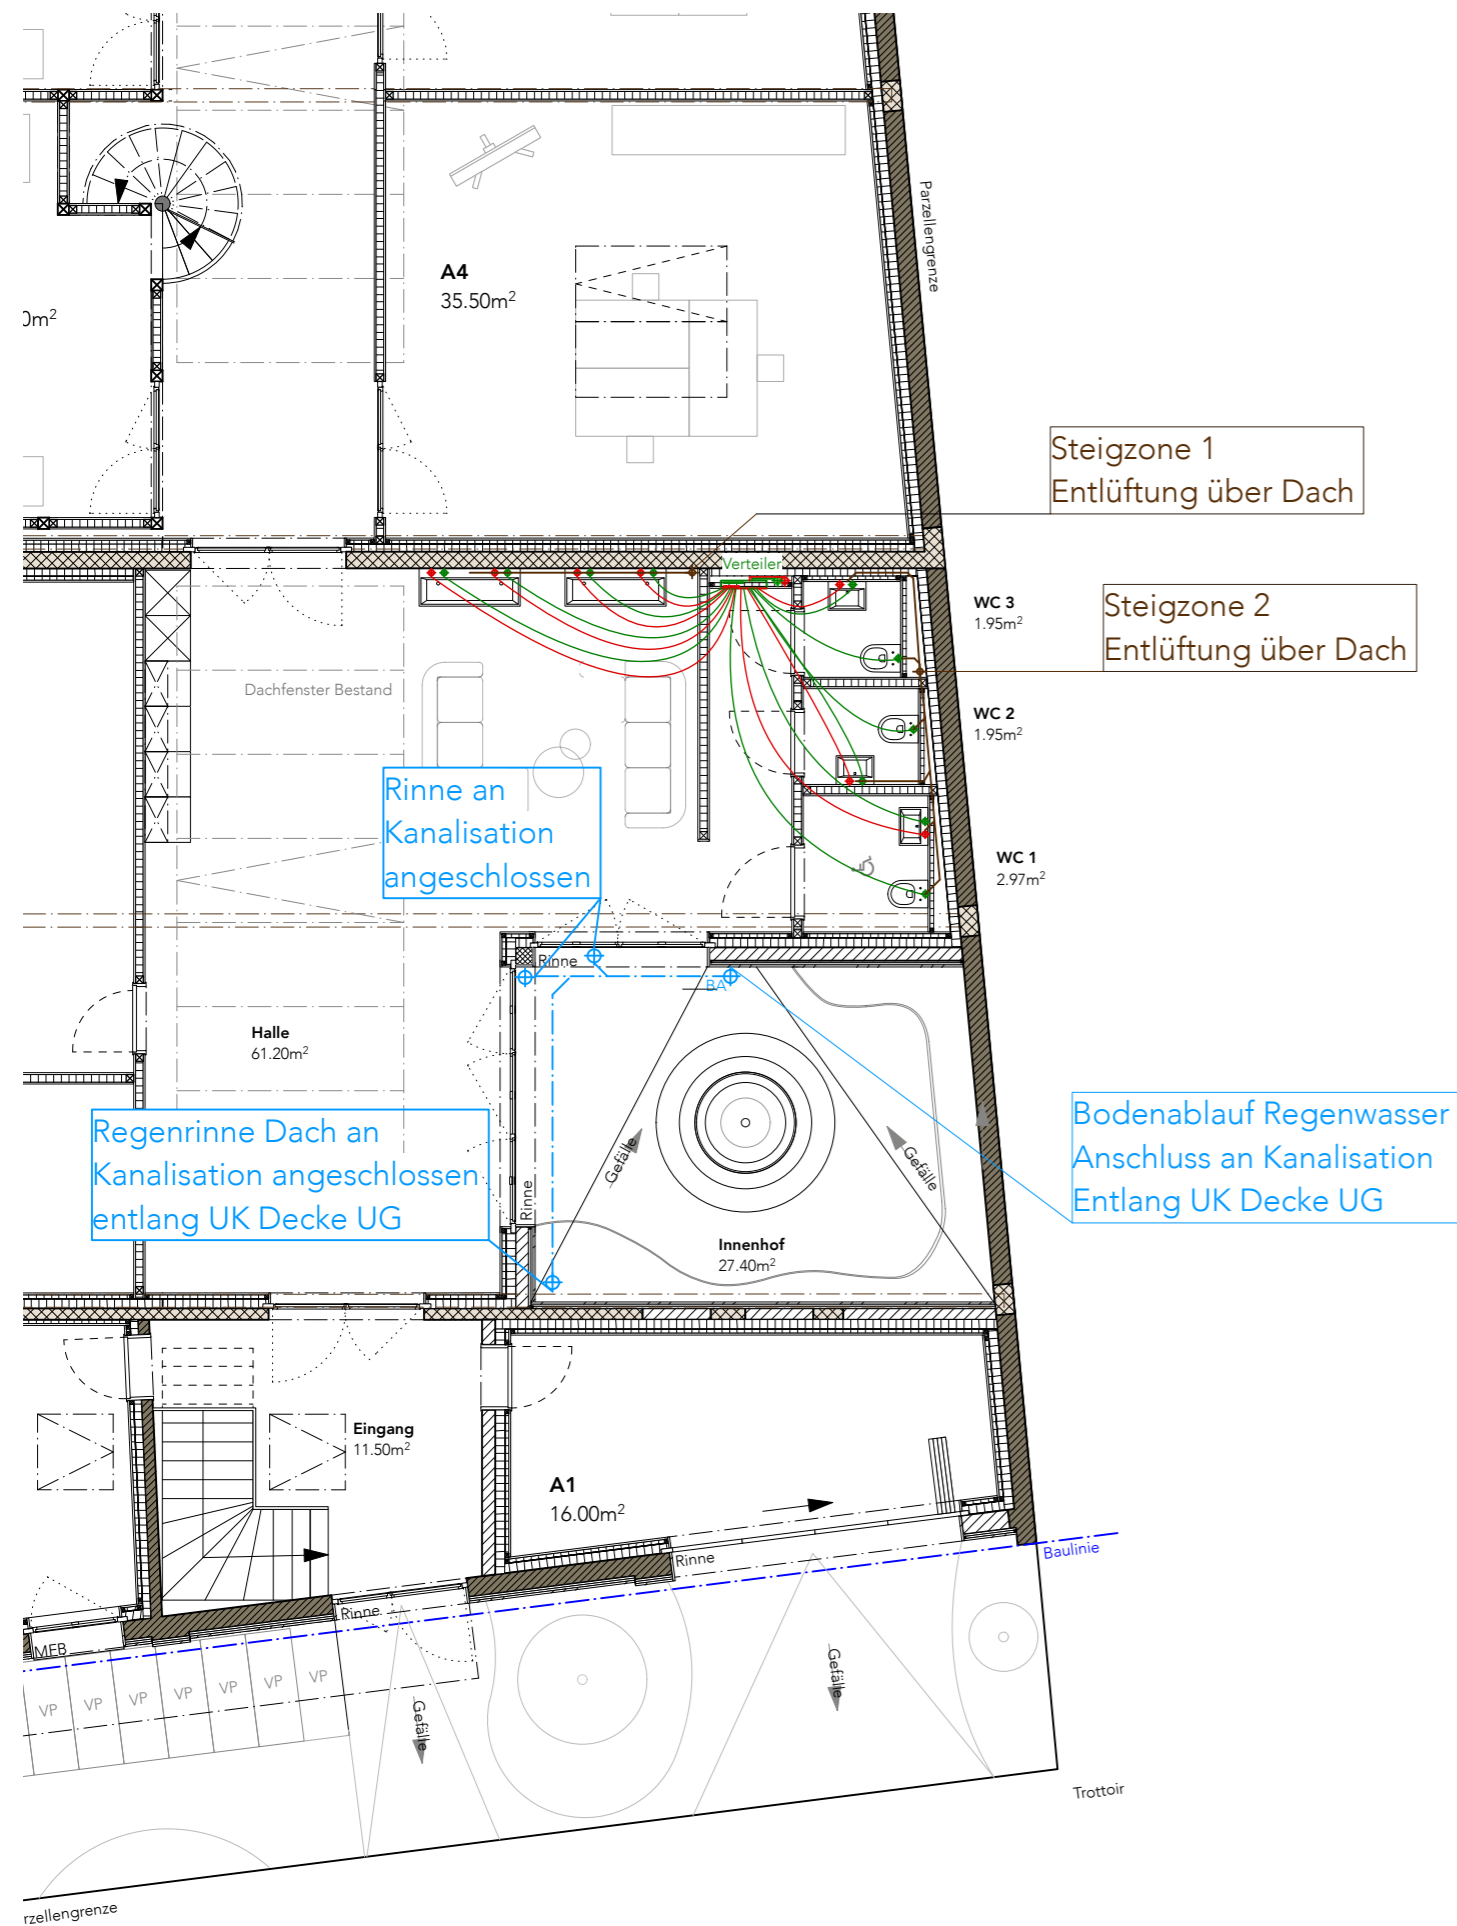 Parzellengrenze
A4
35.50m²
0m²
Steigzone 1
Entlüftung über Dach
Verteiler
WC 3
1.95m²
Steigzone 2
Entlüftung über Dach
Dachfenster Bestand
WC 2
1.95m²
Rinne an
Kanalisation
angeschlossen
WC 1
2.97m²
Rinne
BA
Halle
61.20m²
Regenrinne Dach an
Kanalisation angeschlossen
entlang UK Decke UG
Gefälle
Gefälle
Rinne
Bodenablauf Regenwasser
Anschluss an Kanalisation
Entlang UK Decke UG
Innenhof
27.40m²
Eingang
11.50m²
A1
16.00m²
Rinne
Baulinie
Rinne
MEB
VP
VP
VP
VP
VP
VP
VP
Gefälle
Gefälle
Trottoir
rzellengrenze